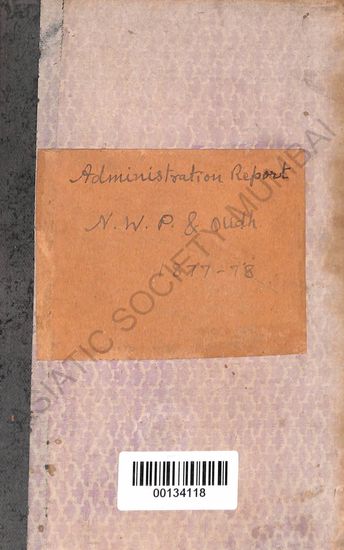 Administration Report
N. W. P. & Oudh
1877-78
ASIATIC SOCIETY MUMBAI
00134118